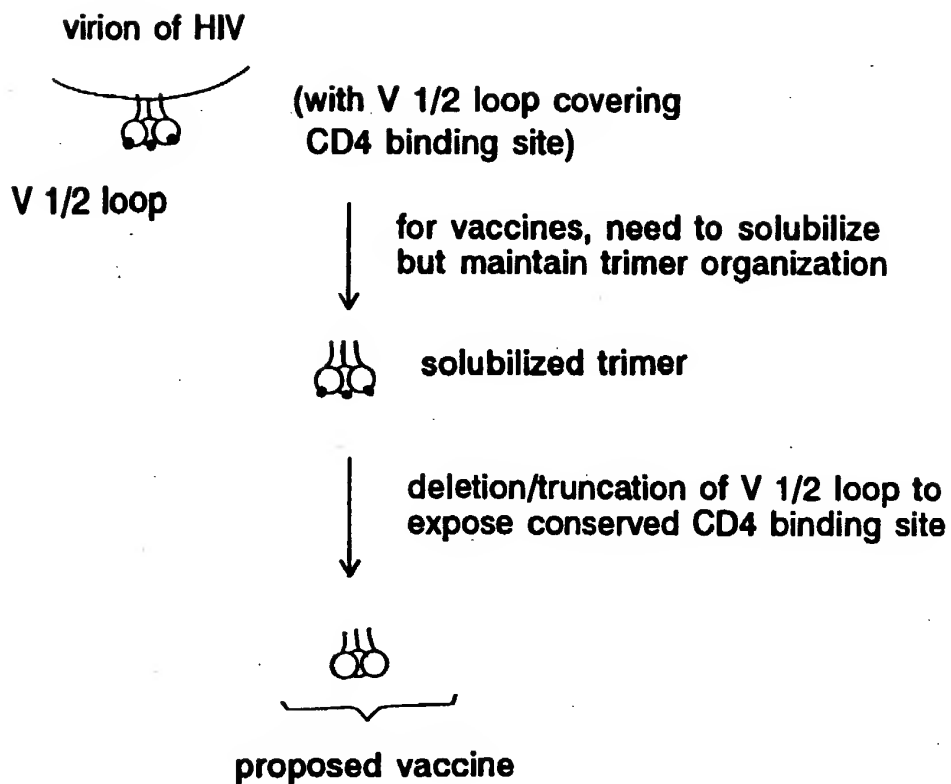 virion of HIV
(with V 1/2 loop covering
CD4 binding site)
V 1/2 loop
for vaccines, need to solubilize
but maintain trimer organization
solubilized trimer
deletion/truncation of V 1/2 loop to
expose conserved CD4 binding site
proposed vaccine